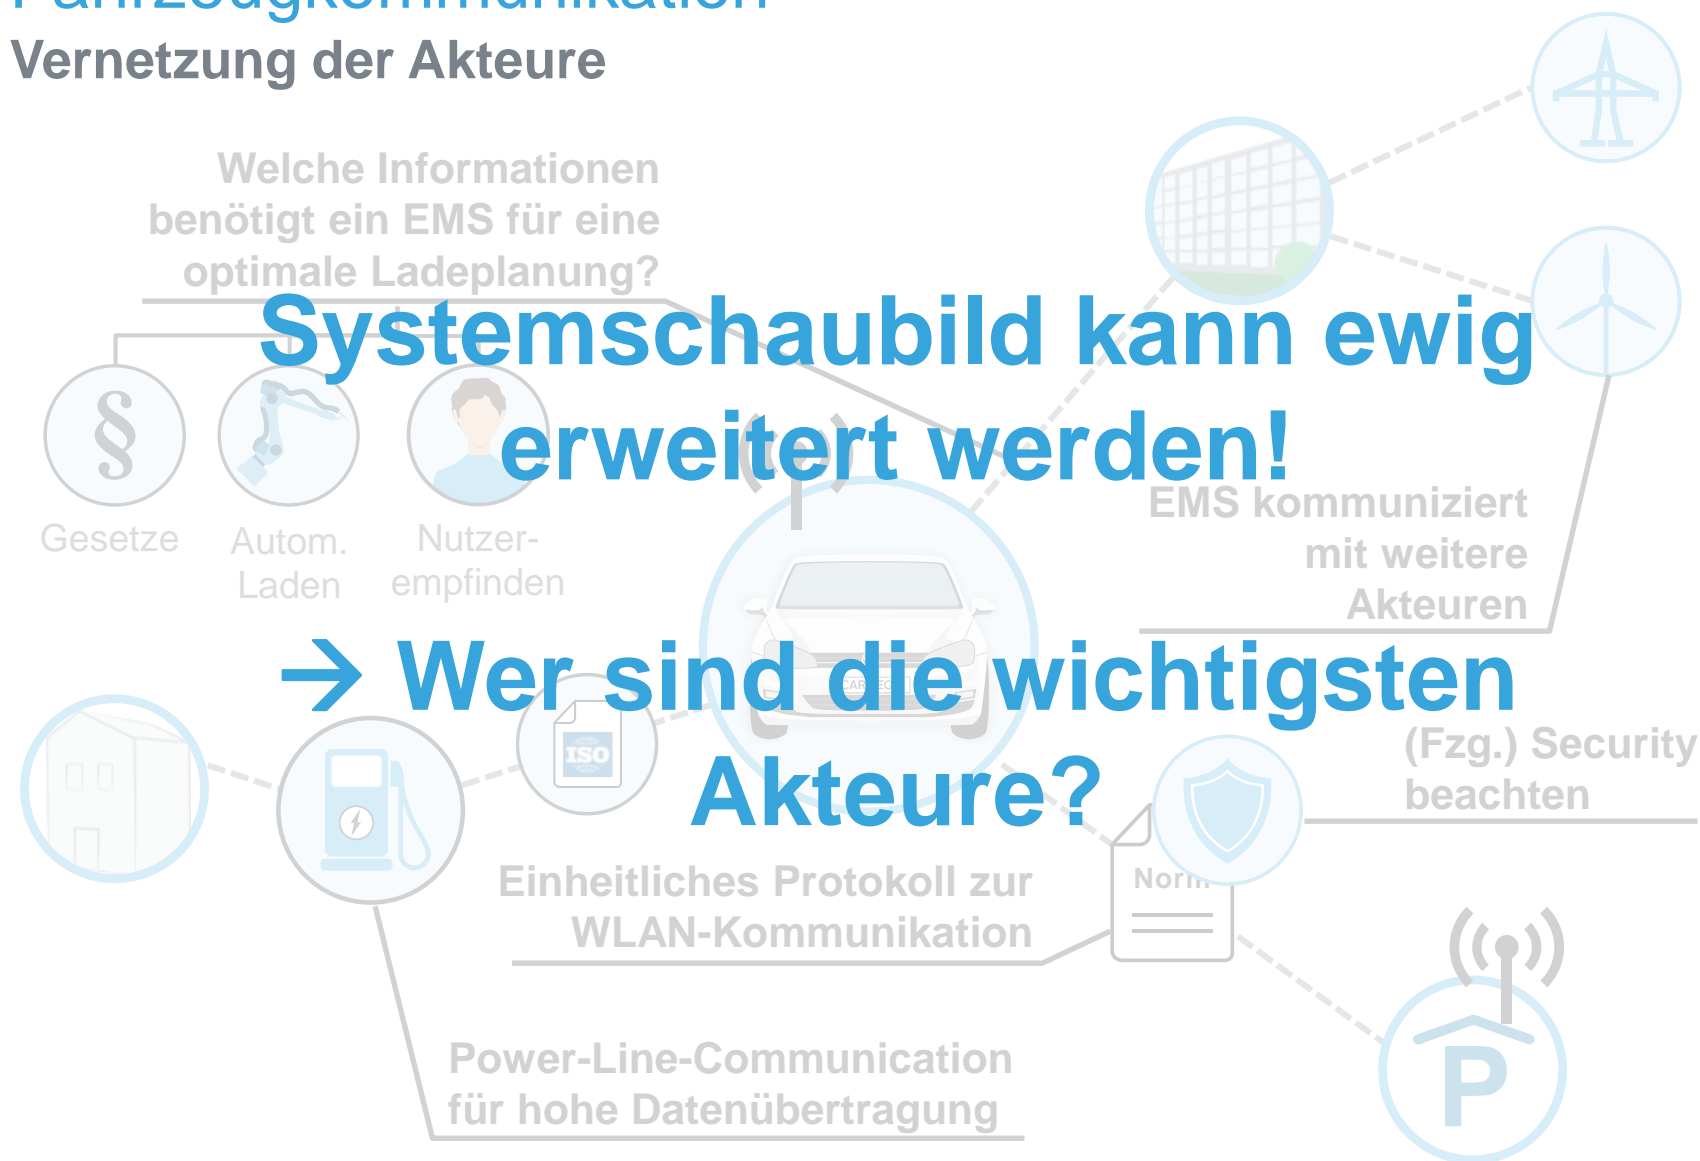 Fahrzeugkommunikation
Vernetzung der Akteure
Welche Informationen
benötigt ein EMS für eine
optimale Ladeplanung?
Systemschaubild kann ewig
erweitert werden!
§
Gesetze
Autom.
Laden
Nutzer-
empfinden
EMS kommuniziert
mit weitere
Akteuren
→ Wer sind die wichtigsten
Akteure?
ISO
(Fzg.) Security
beachten
Einheitliches Protokoll zur
WLAN-Kommunikation
Norm
Power-Line-Communication
für hohe Datenübertragung
P